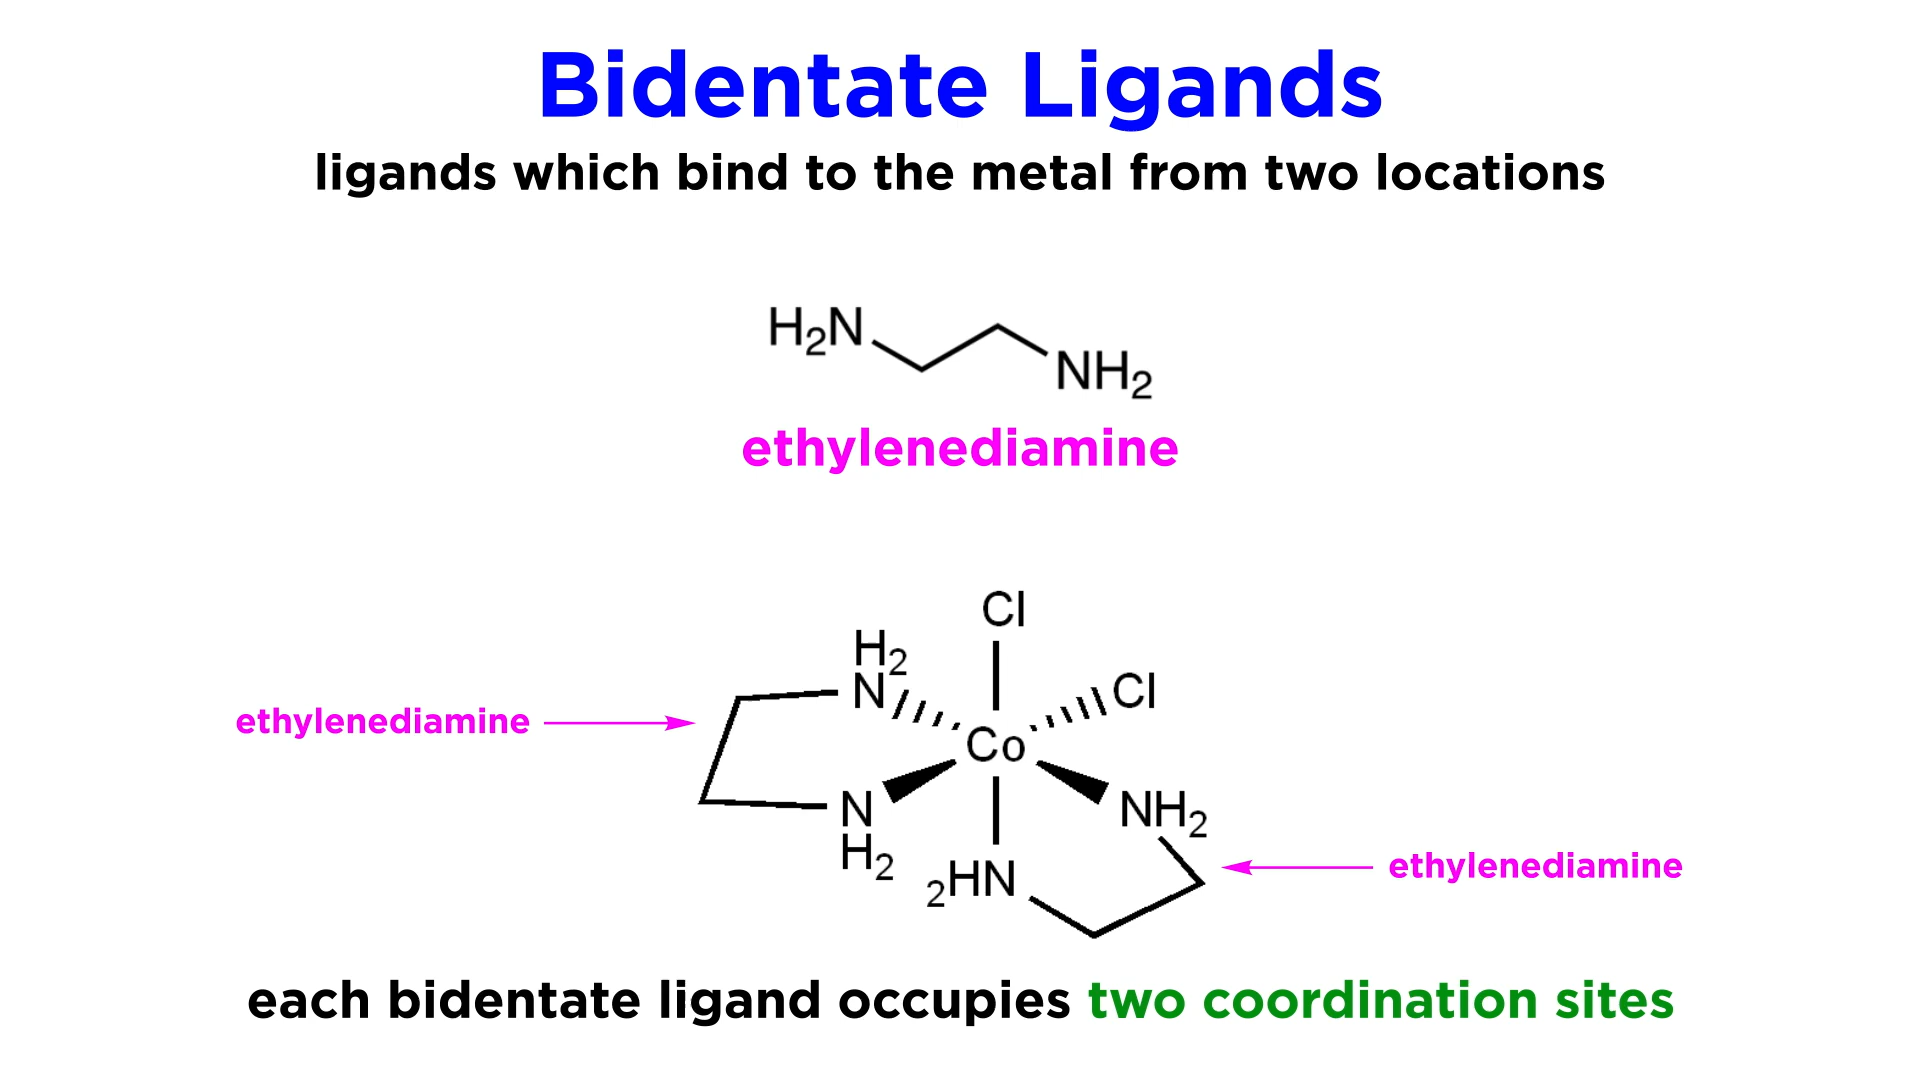 Bidentate Ligands
ligands which bind to the metal from two locations
H₂N
NH₂
ethylenediamine
Cl
H₂
N
Cl
ethylenediamine
Co
N
H₂
NH₂
₂HN
ethylenediamine
each bidentate ligand occupies two coordination sites